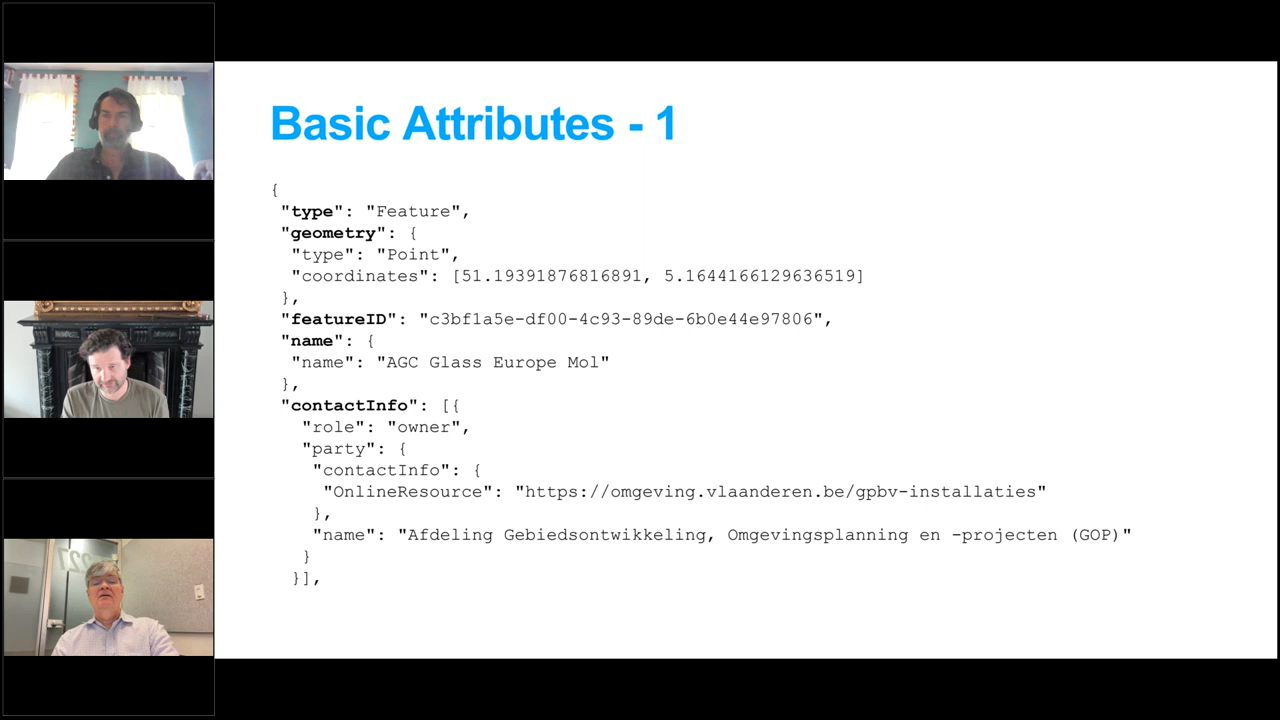 Basic Attributes - 1
{
"type": "Feature",
"geometry": {
"type": "Point",
"coordinates": [51.19391876816891, 5.1644166129636519]
},
"featureID": "c3bf1a5e-df00-4c93-89de-6b0e44e97806",
"name": {
"name": "AGC Glass Europe Mol"
},
"contactInfo": [{
"role": "owner",
"party": {
"contactInfo": {
"OnlineResource": "https://omgeving.vlaanderen.be/gpbv-installaties"
},
"name": "Afdeling Gebiedsontwikkeling, Omgevingsplanning en -projecten (GOP)"
}
}],